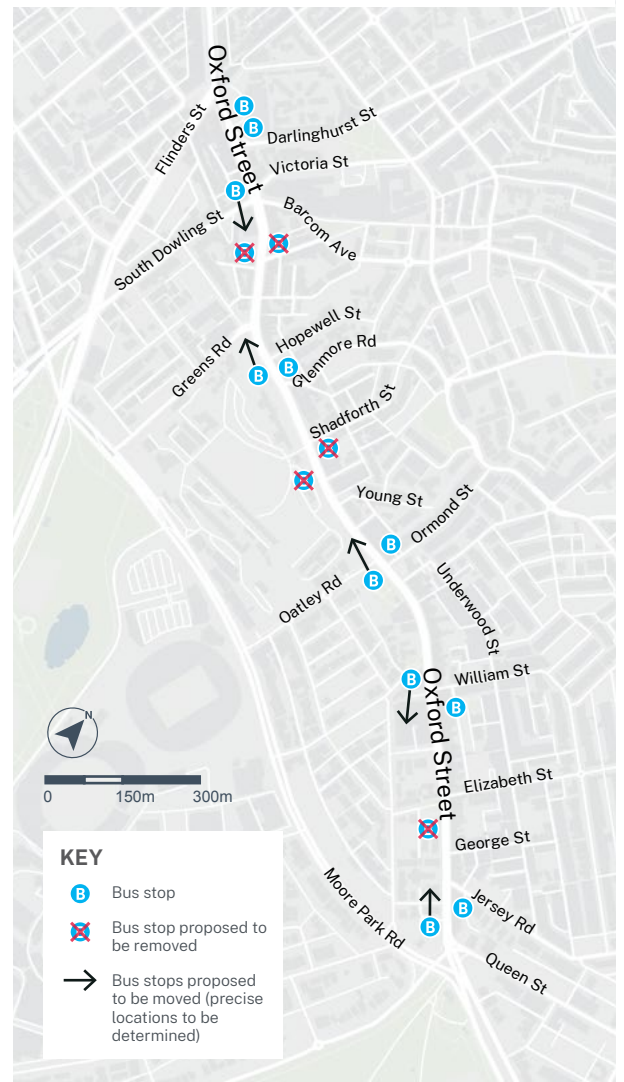 Oxford Street
Flinders St
B
B
Darlinghurst St
Victoria St
B
South Dowling St
Barcom Ave
Hopewell St
Glenmore Rd
Greens Rd
B
B
Shadforth St
Young St
Ormond St
B
B
Oatley Rd
Underwood St
B
William St
B
Oxford Street
N
0 150m 300m
Elizabeth St
George St
KEY
B Bus stop
Bus stop proposed to
be removed
Bus stops proposed
to be moved (precise
locations to be
determined)
Moore Park Rd
Jersey Rd
B
B
Queen St